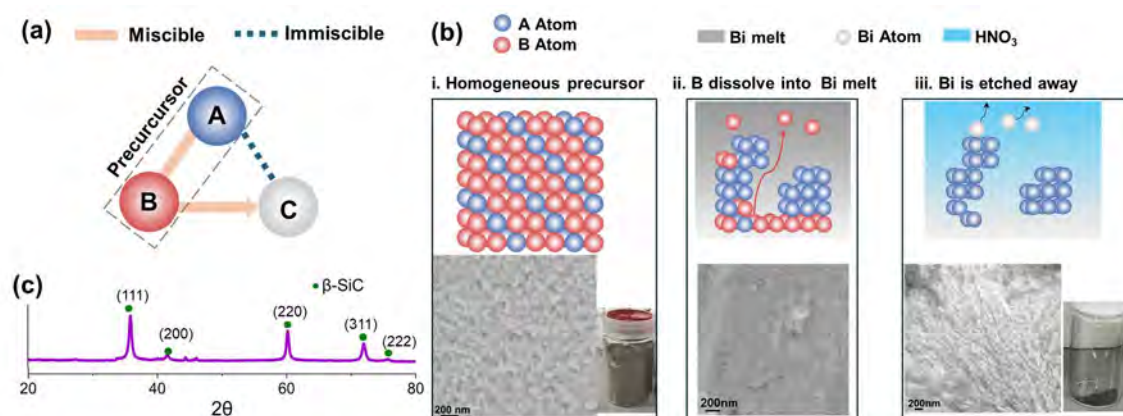 (a)
Miscible
Immiscible
Precurcursor
A
B
C
(b)
A Atom
B Atom
Bi melt
Bi Atom
HNO₃
i. Homogeneous precursor
ii. B dissolve into Bi melt
iii. Bi is etched away
200 nm
200nm
200nm
(c)
β-SiC
(111)
(200)
(220)
(311)
(222)
20
40
60
80
2θ